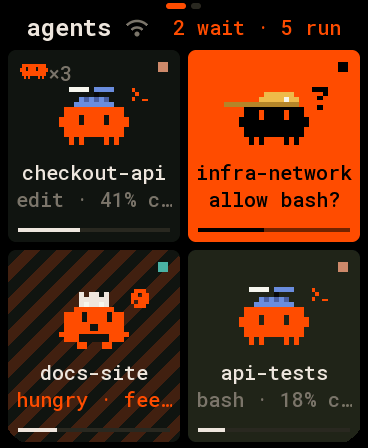 agents 2 wait · 5 run
×3
checkout-api
edit · 41% c…
infra-network
allow bash?
docs-site
hungry · fee…
api-tests
bash · 18% c…